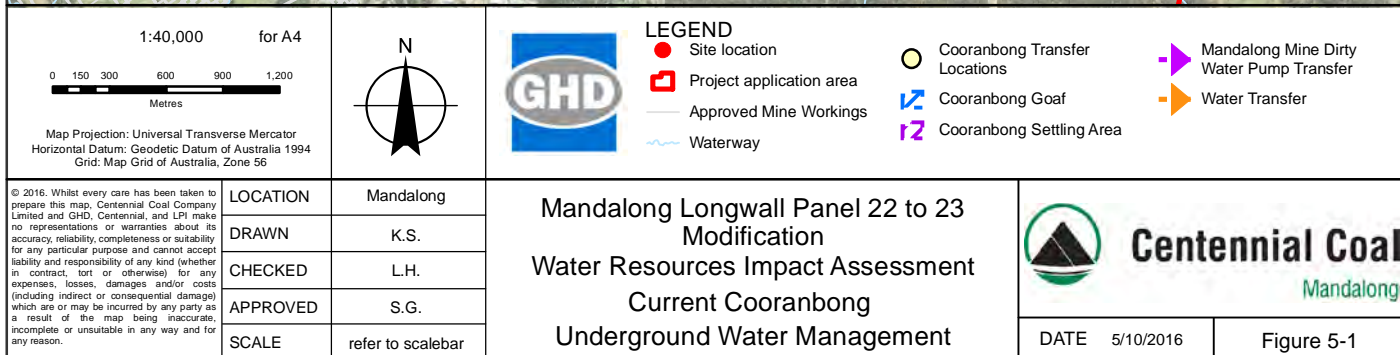 1:40,000 for A4
0 150 300 600 900 1,200
Metres
Map Projection: Universal Transverse Mercator
Horizontal Datum: Geodetic Datum of Australia 1994
Grid: Map Grid of Australia, Zone 56
N
GHD
LEGEND
Site location
Project application area
Approved Mine Workings
Waterway
Cooranbong Transfer
Locations
Cooranbong Goaf
Cooranbong Settling Area
Mandalong Mine Dirty
Water Pump Transfer
Water Transfer
© 2016. Whilst every care has been taken to
prepare this map, Centennial Coal Company
Limited and GHD, Centennial, and LPI make
no representations or warranties about its
accuracy, reliability, completeness or suitability
for any particular purpose and cannot accept
liability and responsibility of any kind (whether
in contract, tort or otherwise) for any
expenses, losses, damages and/or costs
(including indirect or consequential damage)
which are or may be incurred by any party as
a result of the map being inaccurate,
incomplete or unsuitable in any way and for
any reason.
LOCATION Mandalong
DRAWN K.S.
CHECKED L.H.
APPROVED S.G.
SCALE refer to scalebar
Mandalong Longwall Panel 22 to 23
Modification
Water Resources Impact Assessment
Current Cooranbong
Underground Water Management
Centennial Coal
Mandalong
DATE 5/10/2016
Figure 5-1